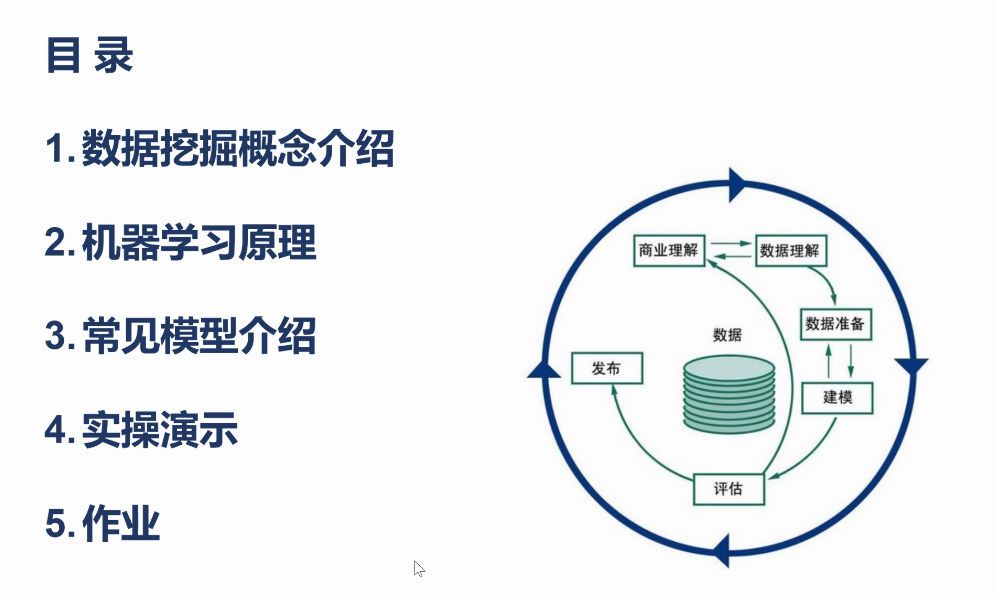 目 录
1.数据挖掘概念介绍
2.机器学习原理
3.常见模型介绍
4.实操演示
5.作业
商业理解
数据理解
数据准备
数据
发布
建模
评估